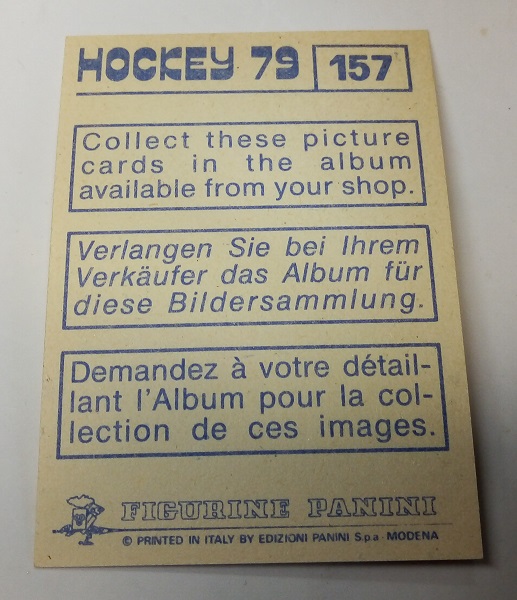 HOCKEY 79 157
Collect these picture
cards in the album
available from your shop.
Verlangen Sie bei Ihrem
Verkäufer das Album für
diese Bildersammlung.
Demandez à votre détail-
lant l'Album pour la col-
lection de ces images.
FIGURINE PANINI
© PRINTED IN ITALY BY EDIZIONI PANINI S.p.a - MODENA